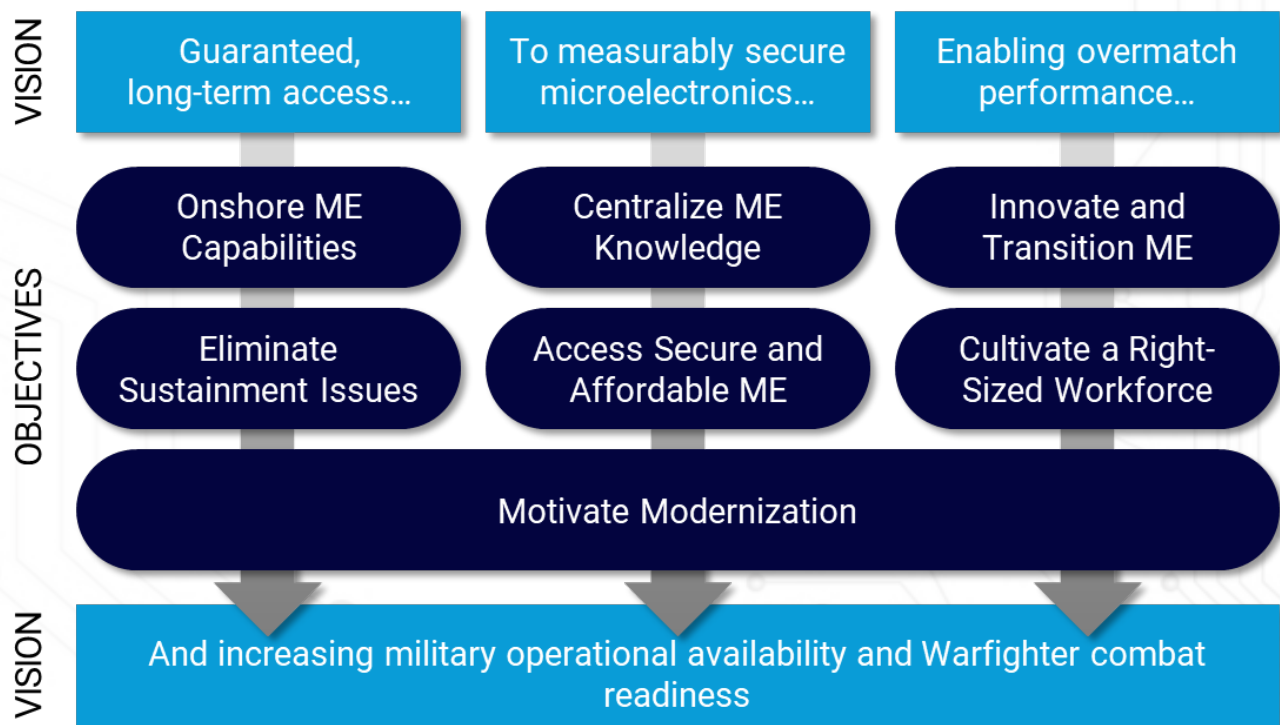 VISION
Guaranteed,
long-term access…
To measurably secure
microelectronics…
Enabling overmatch
performance…
OBJECTIVES
Onshore ME
Capabilities
Centralize ME
Knowledge
Innovate and
Transition ME
Eliminate
Sustainment Issues
Access Secure and
Affordable ME
Cultivate a Right-
Sized Workforce
Motivate Modernization
VISION
And increasing military operational availability and Warfighter combat
readiness